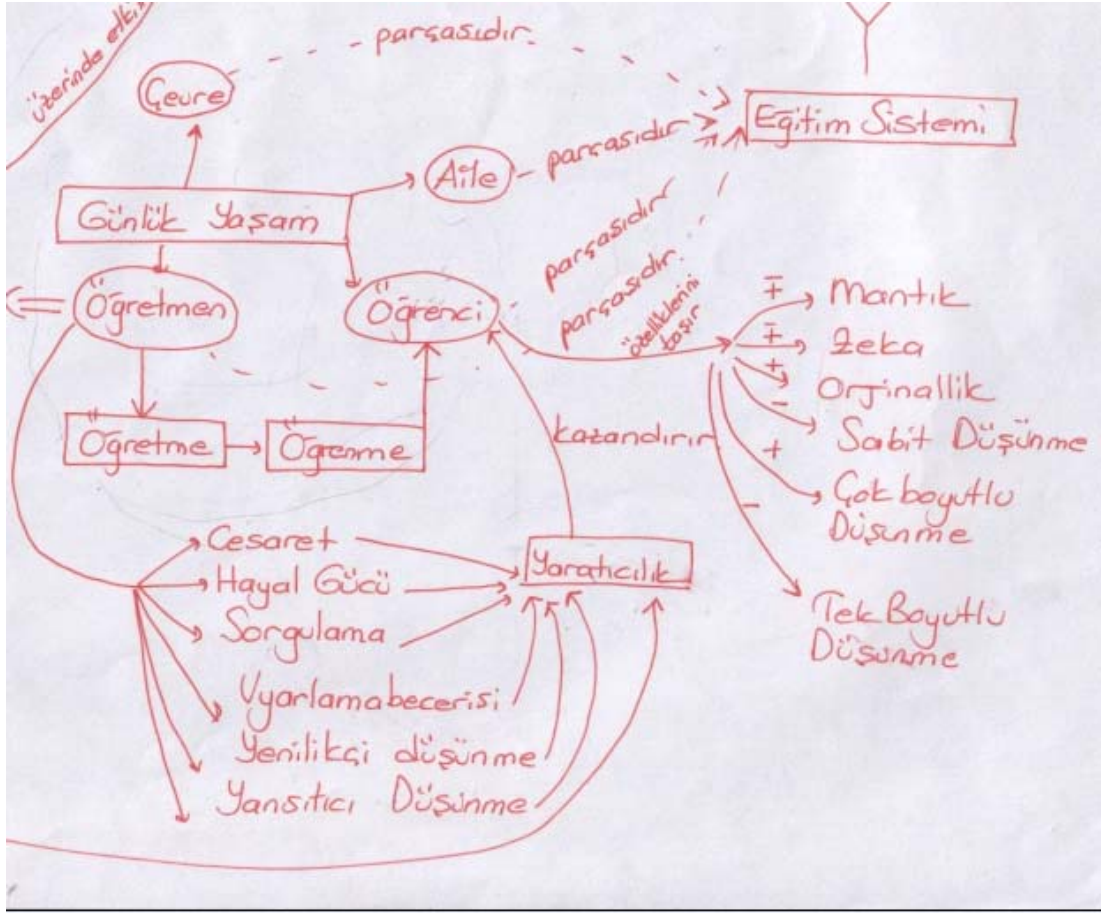 üzerinde etki
parçasıdır
Çevre
Eğitim Sistemi
Aile
parçasıdır
Günlük Yaşam
parçasıdır
parçasıdır.
özelliklerini
taşır
Öğretmen
Öğrenci
∓ Mantık
∓ Zeka
+ Orjinallik
- Sabit Düşünme
+ Çok boyutlu
Düşünme
- Tek Boyutlu
Düşünme
Öğretme
Öğrenme
kazandırır
Cesaret
Hayal Gücü
Sorgulama
Yaratıcılık
Uyarlama becerisi
Yenilikçi düşünme
Yansıtıcı Düşünme